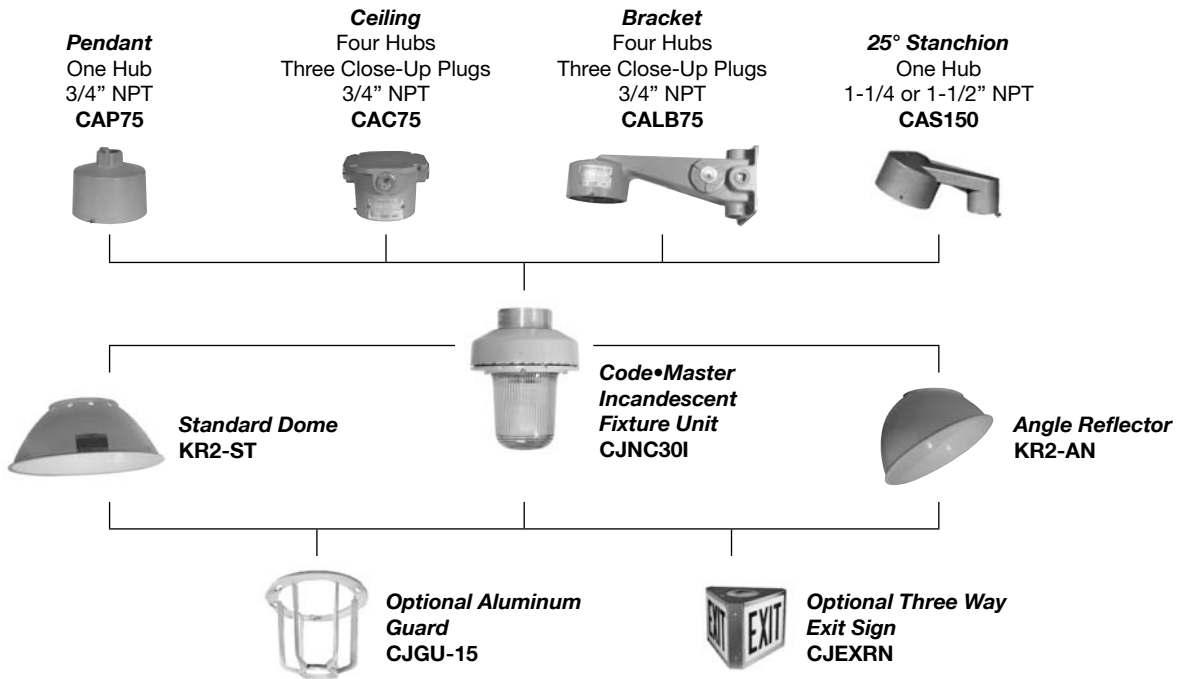 Pendant
One Hub
3/4” NPT
CAP75
Ceiling
Four Hubs
Three Close-Up Plugs
3/4” NPT
CAC75
Bracket
Four Hubs
Three Close-Up Plugs
3/4” NPT
CALB75
25° Stanchion
One Hub
1-1/4 or 1-1/2” NPT
CAS150
Standard Dome
KR2-ST
Code•Master
Incandescent
Fixture Unit
CJNC30I
Angle Reflector
KR2-AN
Optional Aluminum
Guard
CJGU-15
EXIT
EXIT
Optional Three Way
Exit Sign
CJEXRN